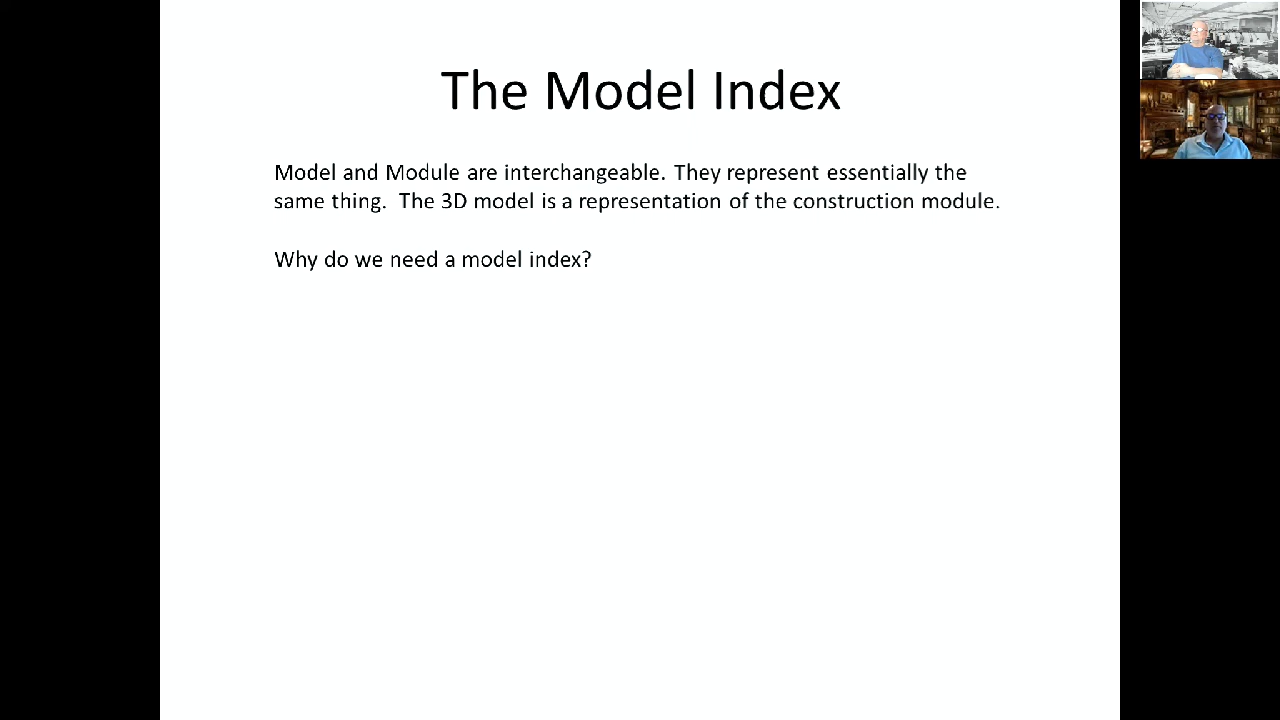 The Model Index
Model and Module are interchangeable. They represent essentially the
same thing.  The 3D model is a representation of the construction module.
Why do we need a model index?